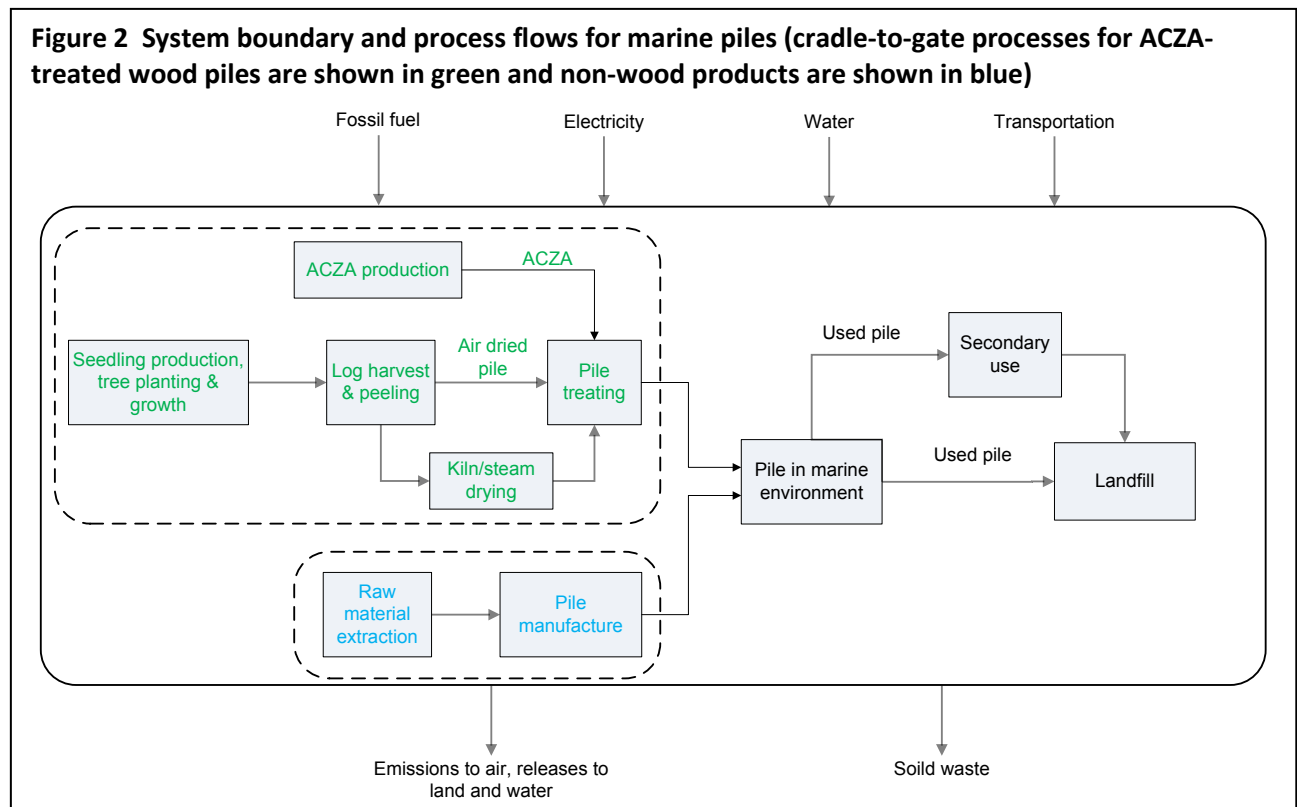 Figure 2  System boundary and process flows for marine piles (cradle-to-gate processes for ACZA-
treated wood piles are shown in green and non-wood products are shown in blue)
Fossil fuel
Electricity
Water
Transportation
ACZA production
ACZA
Seedling production,
tree planting &
growth
Log harvest
& peeling
Air dried
pile
Pile
treating
Kiln/steam
drying
Raw
material
extraction
Pile
manufacture
Pile in marine
environment
Used pile
Secondary
use
Used pile
Landfill
Emissions to air, releases to
land and water
Soild waste